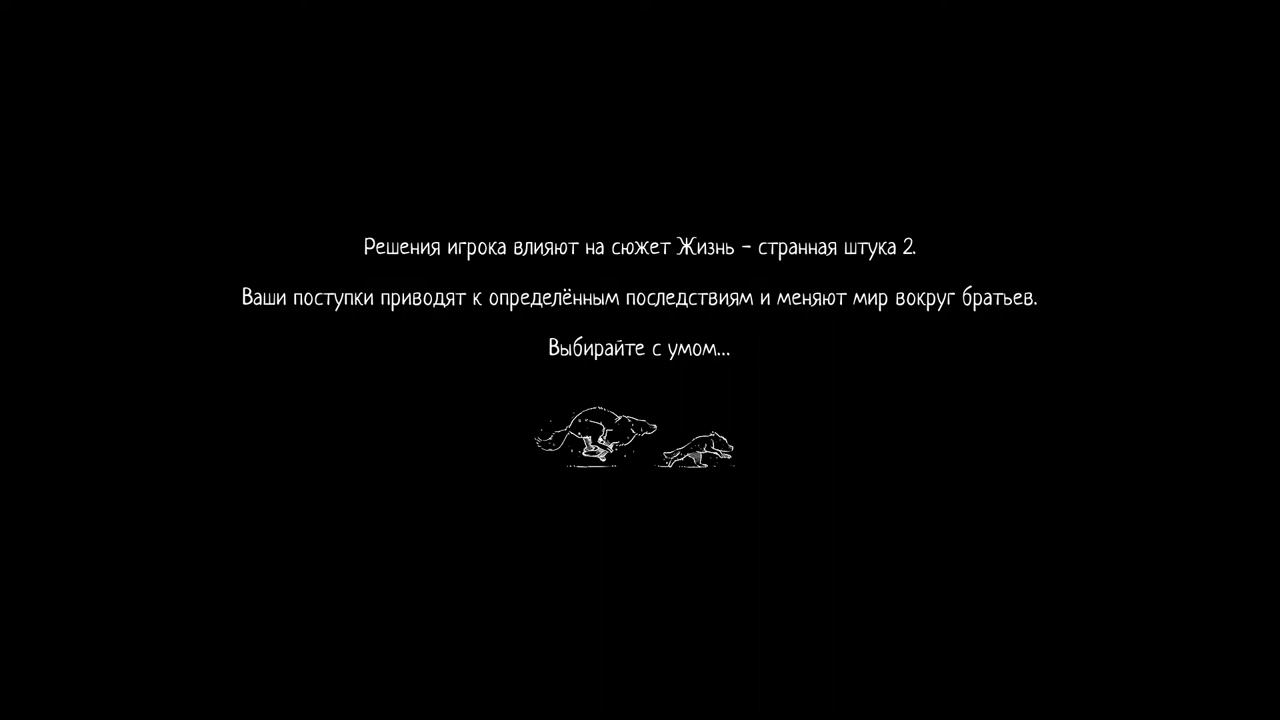 Решения игрока влияют на сюжет Жизнь - странная штука 2.
Ваши поступки приводят к определённым последствиям и меняют мир вокруг братьев.
Выбирайте с умом...